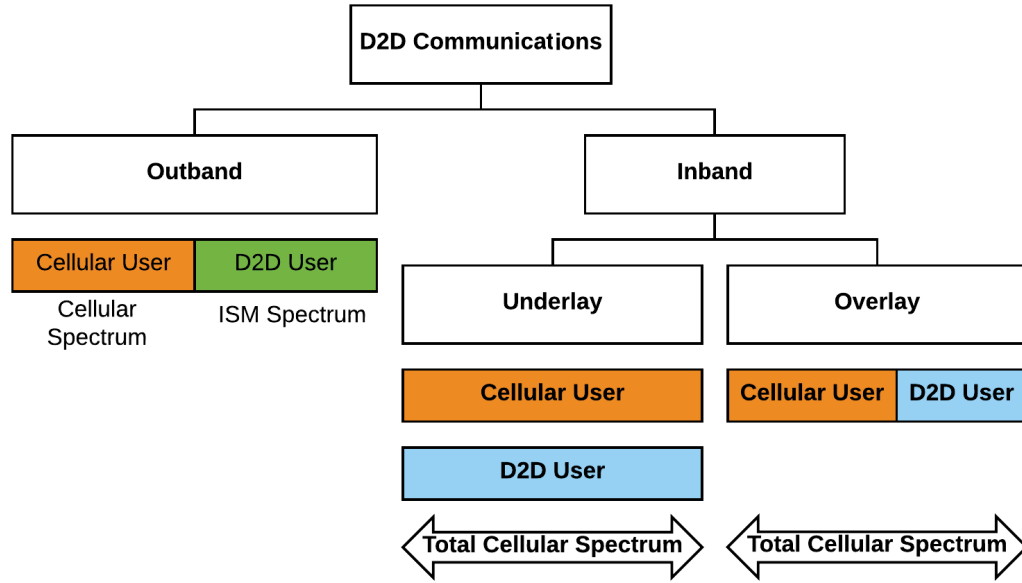 D2D Communications
Outband
Inband
Cellular User
D2D User
Cellular
Spectrum
ISM Spectrum
Underlay
Overlay
Cellular User
Cellular User
D2D User
D2D User
Total Cellular Spectrum
Total Cellular Spectrum